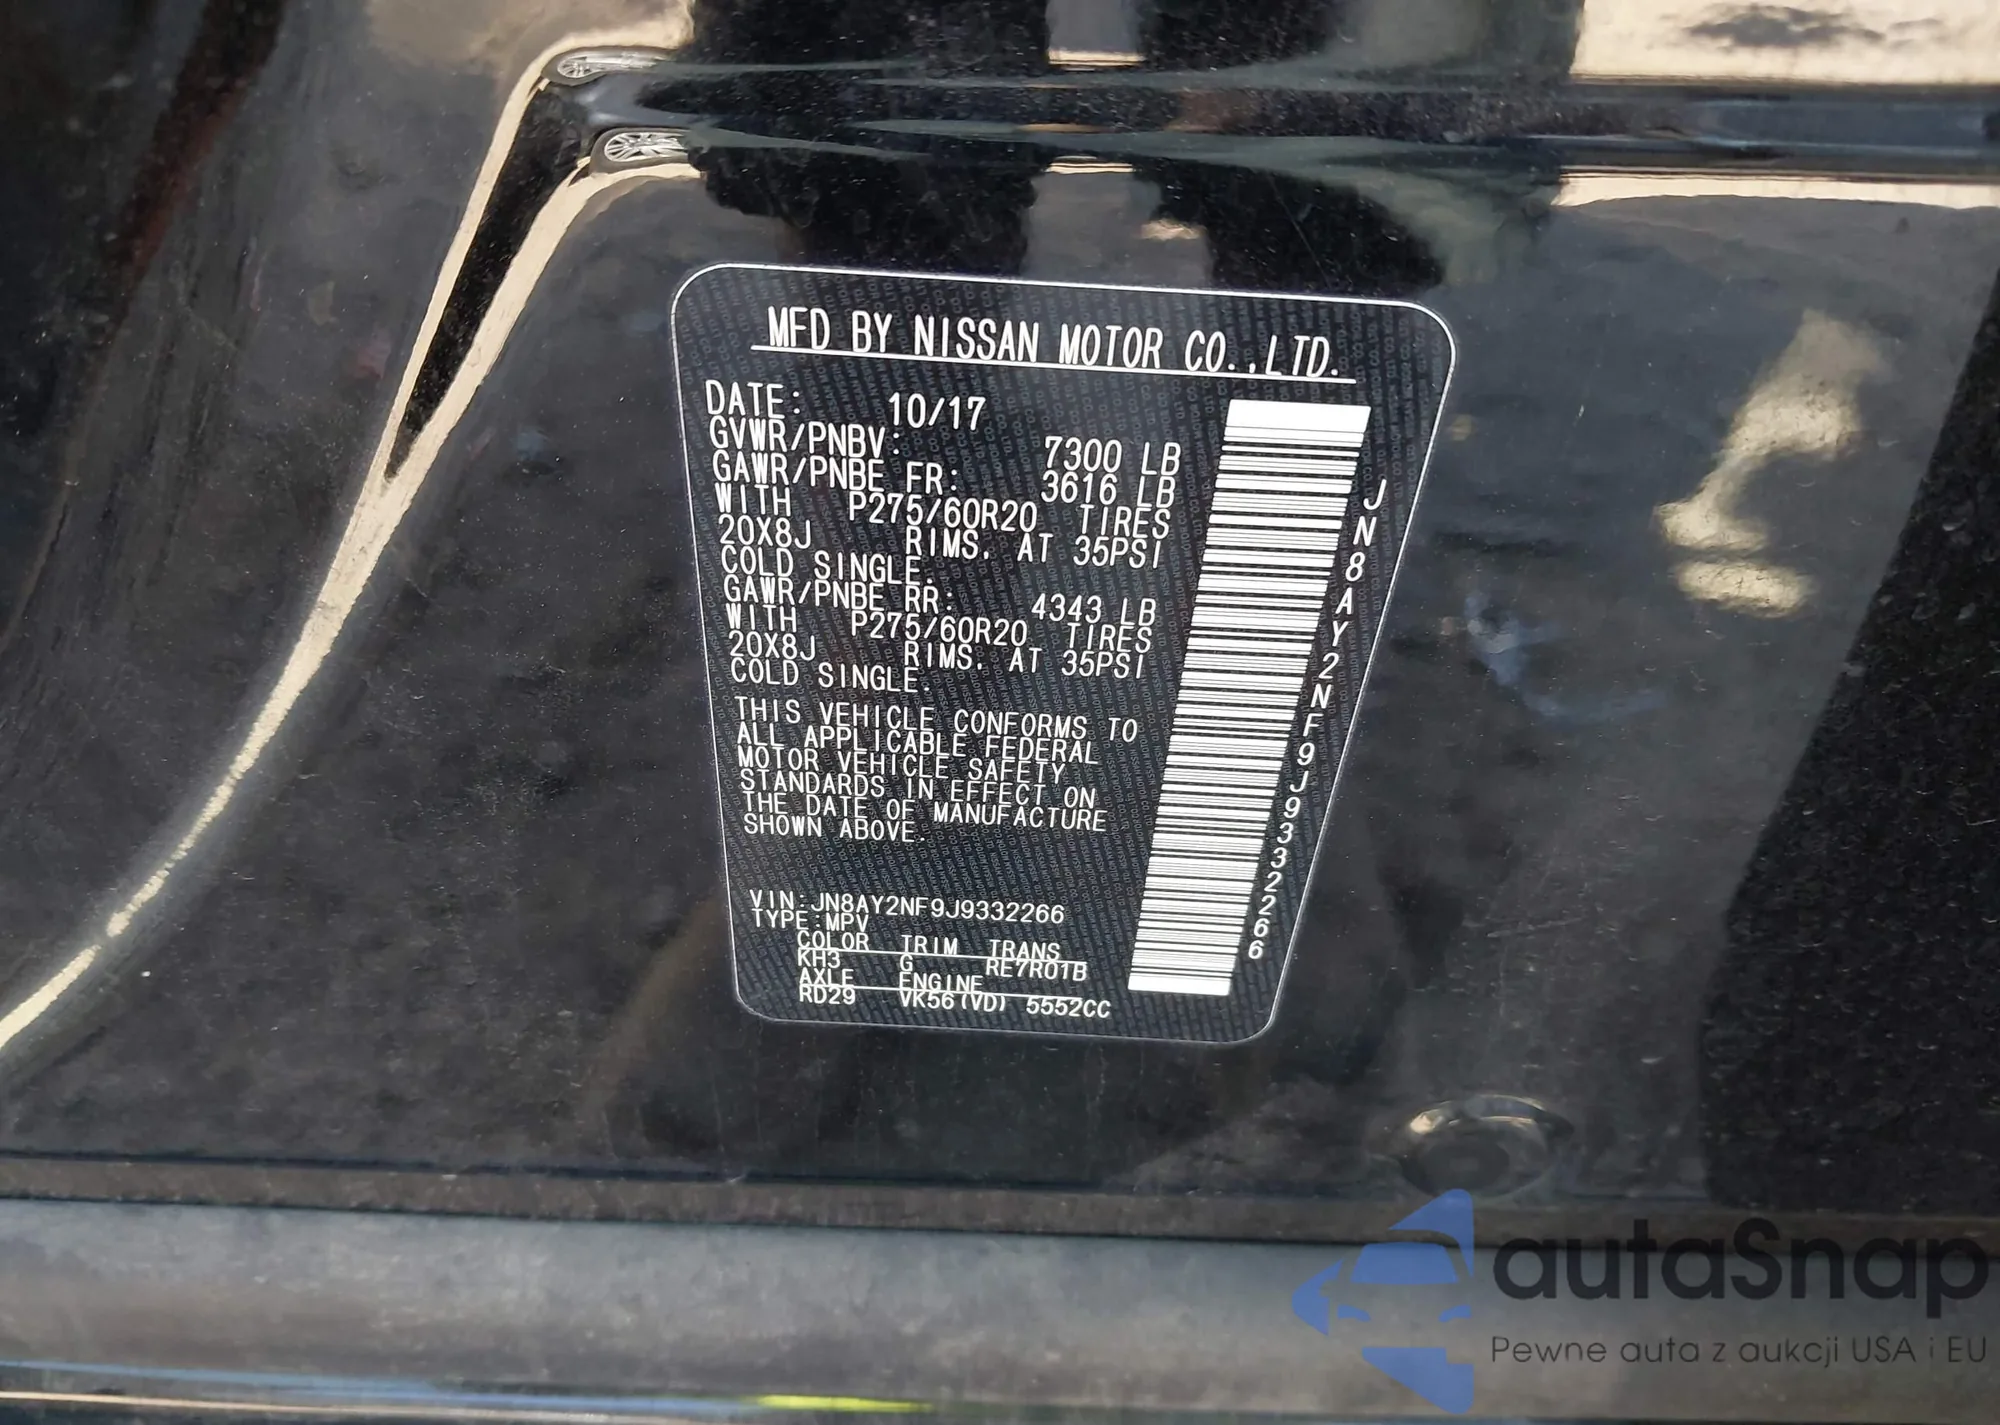 MFD BY NISSAN MOTOR CO.,LTD.
DATE: 10/17
GVWR/PNBV: 7300 LB
GAWR/PNBE FR: 3616 LB
WITH P275/60R20 TIRES
20X8J RIMS. AT 35PSI
COLD SINGLE.
GAWR/PNBE RR: 4343 LB
WITH P275/60R20 TIRES
20X8J RIMS. AT 35PSI
COLD SINGLE.
THIS VEHICLE CONFORMS TO
ALL APPLICABLE FEDERAL
MOTOR VEHICLE SAFETY
STANDARDS IN EFFECT ON
THE DATE OF MANUFACTURE
SHOWN ABOVE.
VIN:JN8AY2NF9J9332266
TYPE:MPV
COLOR TRIM TRANS
KH3 G RE7R01B
AXLE ENGINE
RD29 VK56(VD) 5552CC
JN8AY2NF9J9332266
autaSnap
Pewne auta z aukcji USA i EU